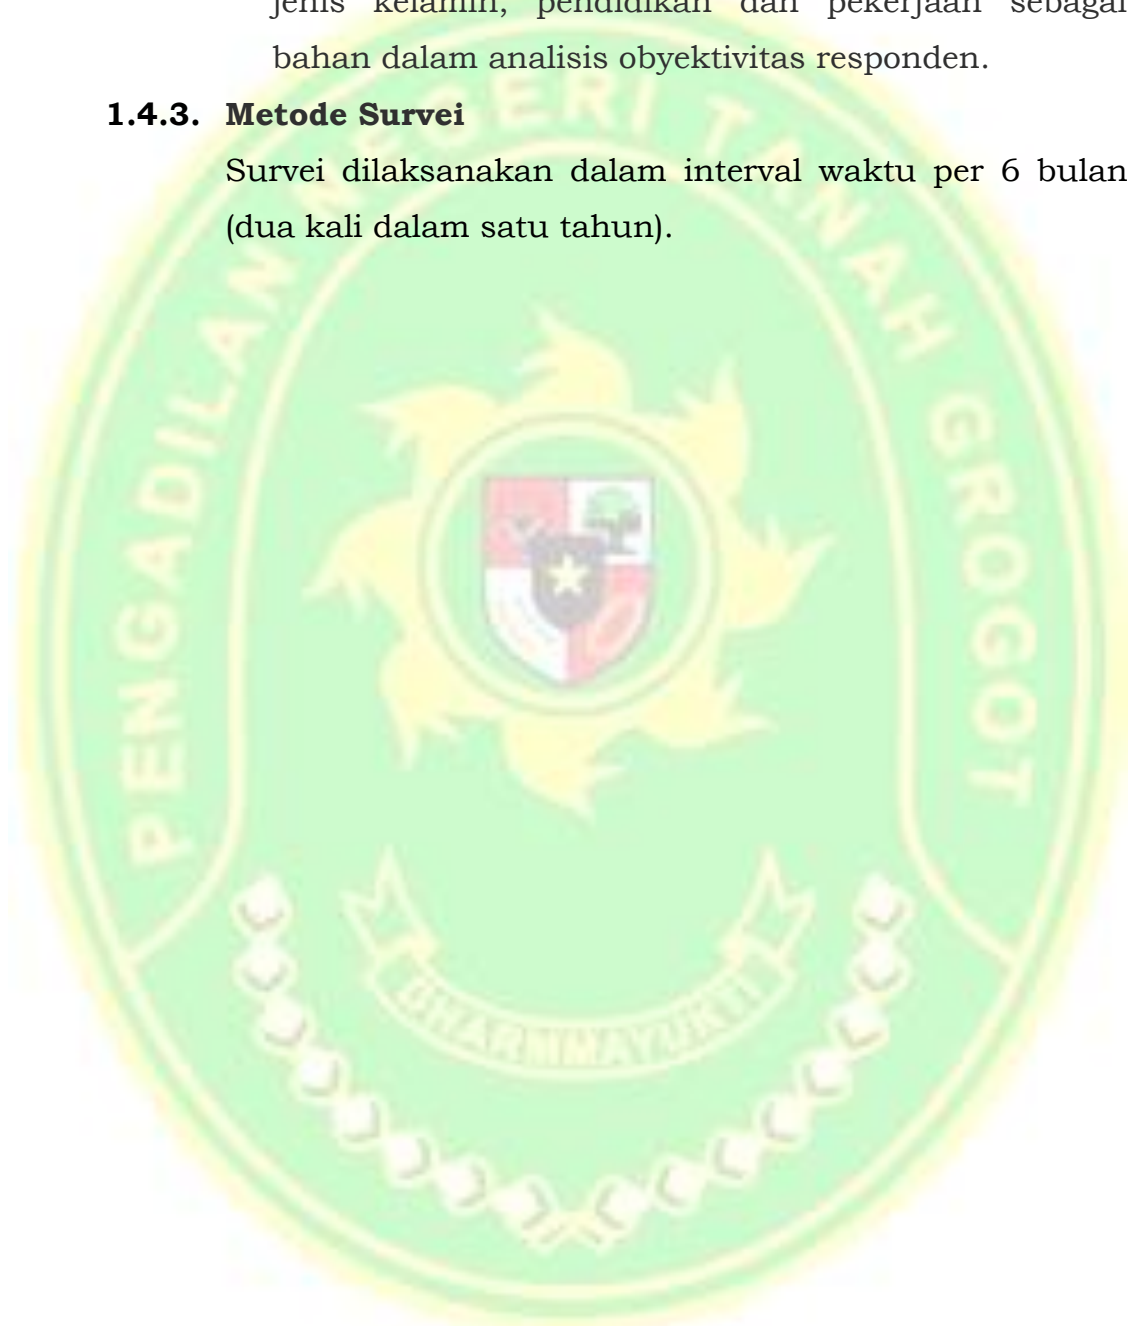 jenis kelamin, pendidikan dan pekerjaan sebagai
bahan dalam analisis obyektivitas responden.
1.4.3. Metode Survei
Survei dilaksanakan dalam interval waktu per 6 bulan
(dua kali dalam satu tahun).
PENGADILAN NEGERI TANAH GROGOT
DHARMMAYUKTI